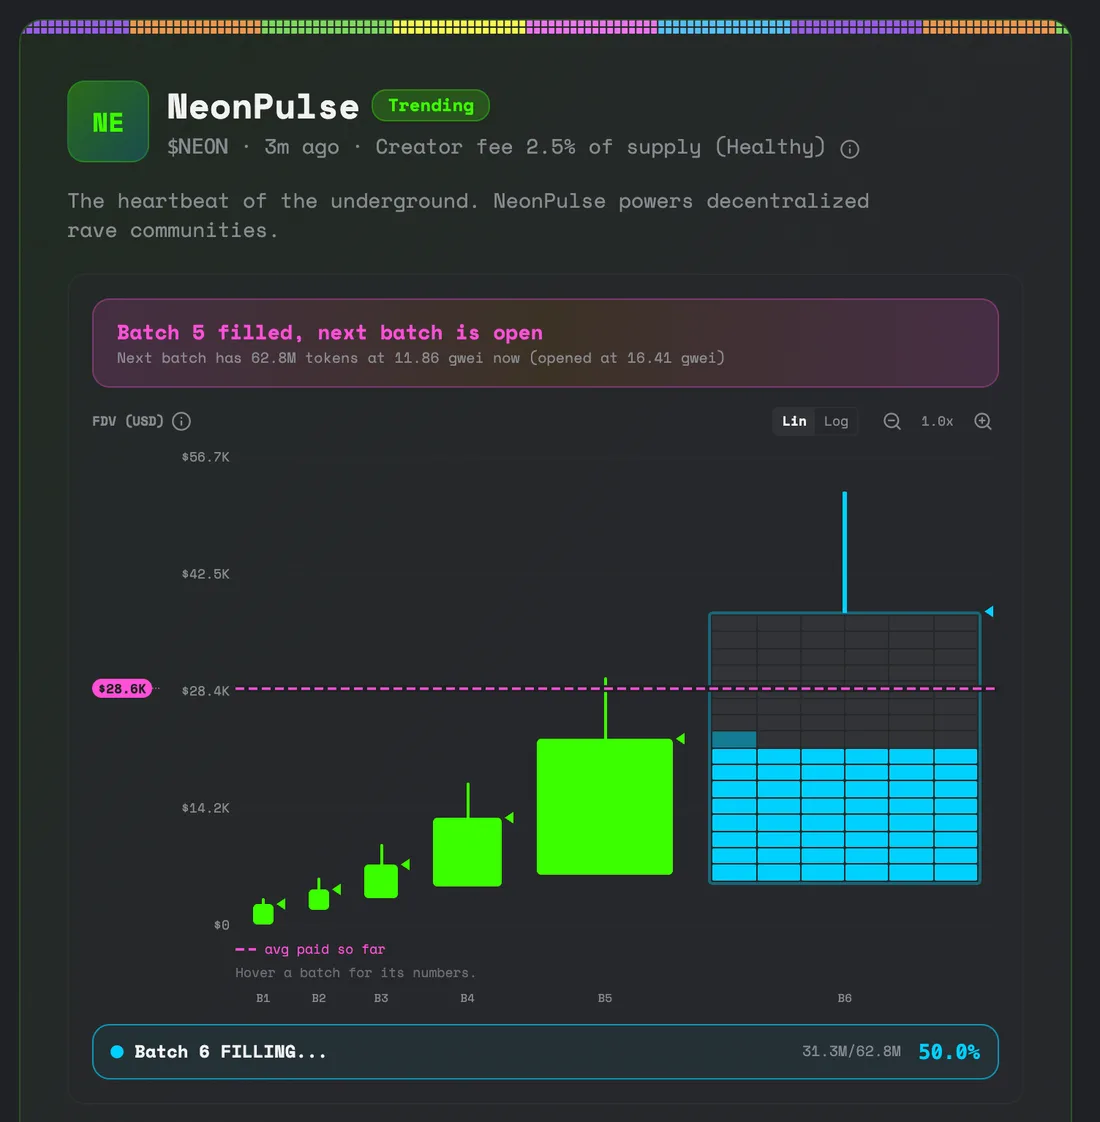 NE
NeonPulse
Trending
$NEON · 3m ago · Creator fee 2.5% of supply (Healthy)
The heartbeat of the underground. NeonPulse powers decentralized
rave communities.
Batch 5 filled, next batch is open
Next batch has 62.8M tokens at 11.86 gwei now (opened at 16.41 gwei)
FDV (USD)
Lin Log 1.0x
$56.7K
$42.5K
$28.6K
$28.4K
$14.2K
$0
avg paid so far
Hover a batch for its numbers.
B1 B2 B3 B4 B5 B6
Batch 6 FILLING... 31.3M/62.8M 50.0%